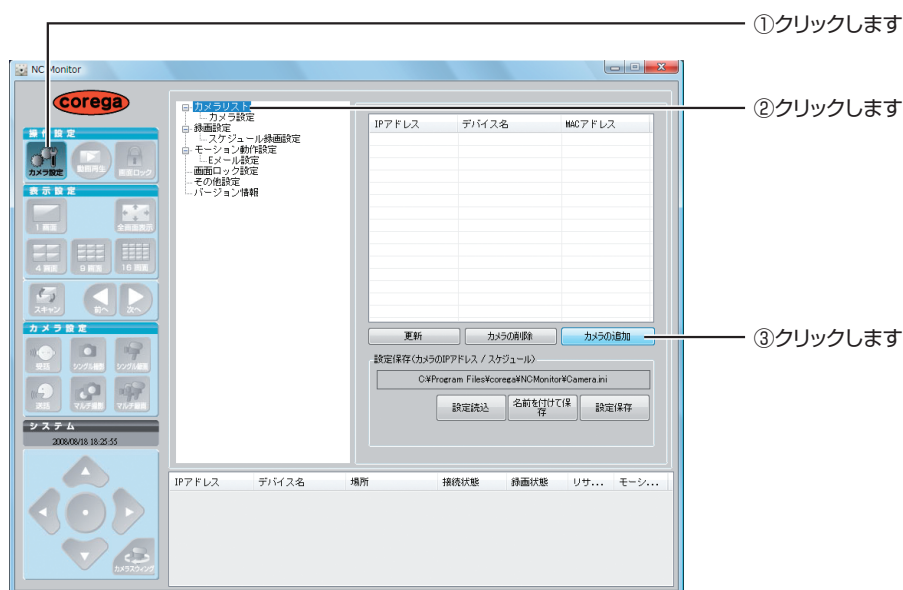 ①クリックします
NC Monitor
corega
②クリックします
操作設定
カメラ設定
動画再生
画面ロック
表示設定
1 画面
全画面表示
4 画面
9 画面
16 画面
スキャン
前へ
次へ
カメラ設定
受話
シングル撮影
シングル録画
送話
マルチ撮影
マルチ録画
システム
2008/08/18 18:25:55
カメラスウィング
カメラリスト
カメラ設定
録画設定
スケジュール録画設定
モーション動作設定
Eメール設定
画面ロック設定
その他設定
バージョン情報
IPアドレス デバイス名 MACアドレス
更新 カメラの削除 カメラの追加
③クリックします
設定保存(カメラのIPアドレス / スケジュール)
C:¥Program Files¥corega¥NCMonitor¥Camera.ini
設定読込
名前を付けて保
存
設定保存
IPアドレス デバイス名 場所 接続状態 録画状態 リサ... モーシ...